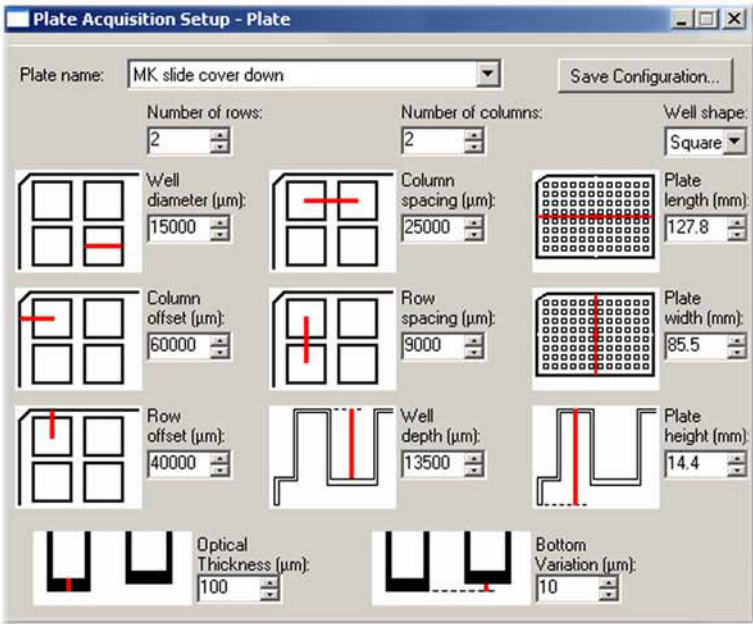 Plate Acquisition Setup - Plate
Plate name: MK slide cover down Save Configuration...
Number of rows: Number of columns: Well shape:
2 2 Square
Well Column Plate
diameter (µm): spacing (µm): length (mm):
15000 25000 127.8
Column Row Plate
offset (µm): spacing (µm): width (mm):
60000 9000 85.5
Row Well Plate
offset (µm): depth (µm): height (mm):
40000 13500 14.4
Optical Bottom
Thickness (µm): Variation (µm):
100 10